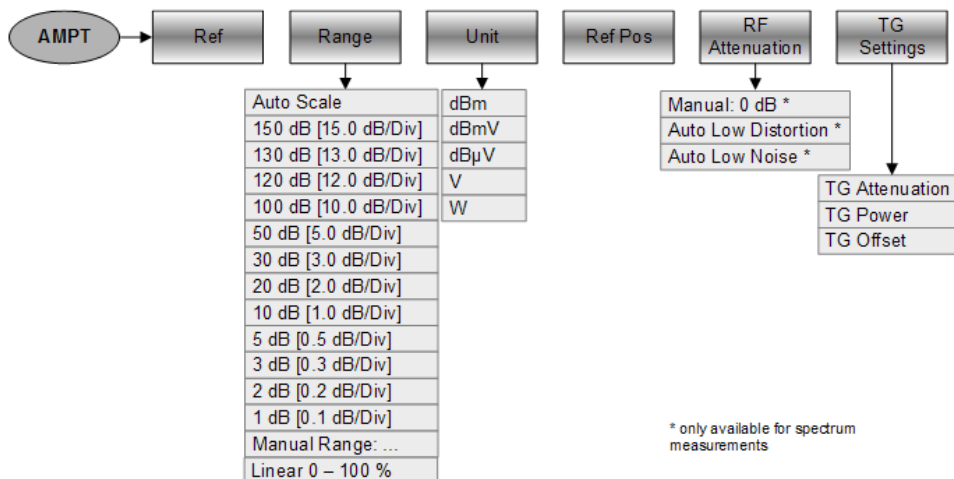 AMPT
Ref
Range
Unit
Ref Pos
RF
Attenuation
TG
Settings
Auto Scale
150 dB [15.0 dB/Div]
130 dB [13.0 dB/Div]
120 dB [12.0 dB/Div]
100 dB [10.0 dB/Div]
50 dB [5.0 dB/Div]
30 dB [3.0 dB/Div]
20 dB [2.0 dB/Div]
10 dB [1.0 dB/Div]
5 dB [0.5 dB/Div]
3 dB [0.3 dB/Div]
2 dB [0.2 dB/Div]
1 dB [0.1 dB/Div]
Manual Range: ...
Linear 0 – 100 %
dBm
dBmV
dBµV
V
W
Manual: 0 dB *
Auto Low Distortion *
Auto Low Noise *
TG Attenuation
TG Power
TG Offset
* only available for spectrum
measurements